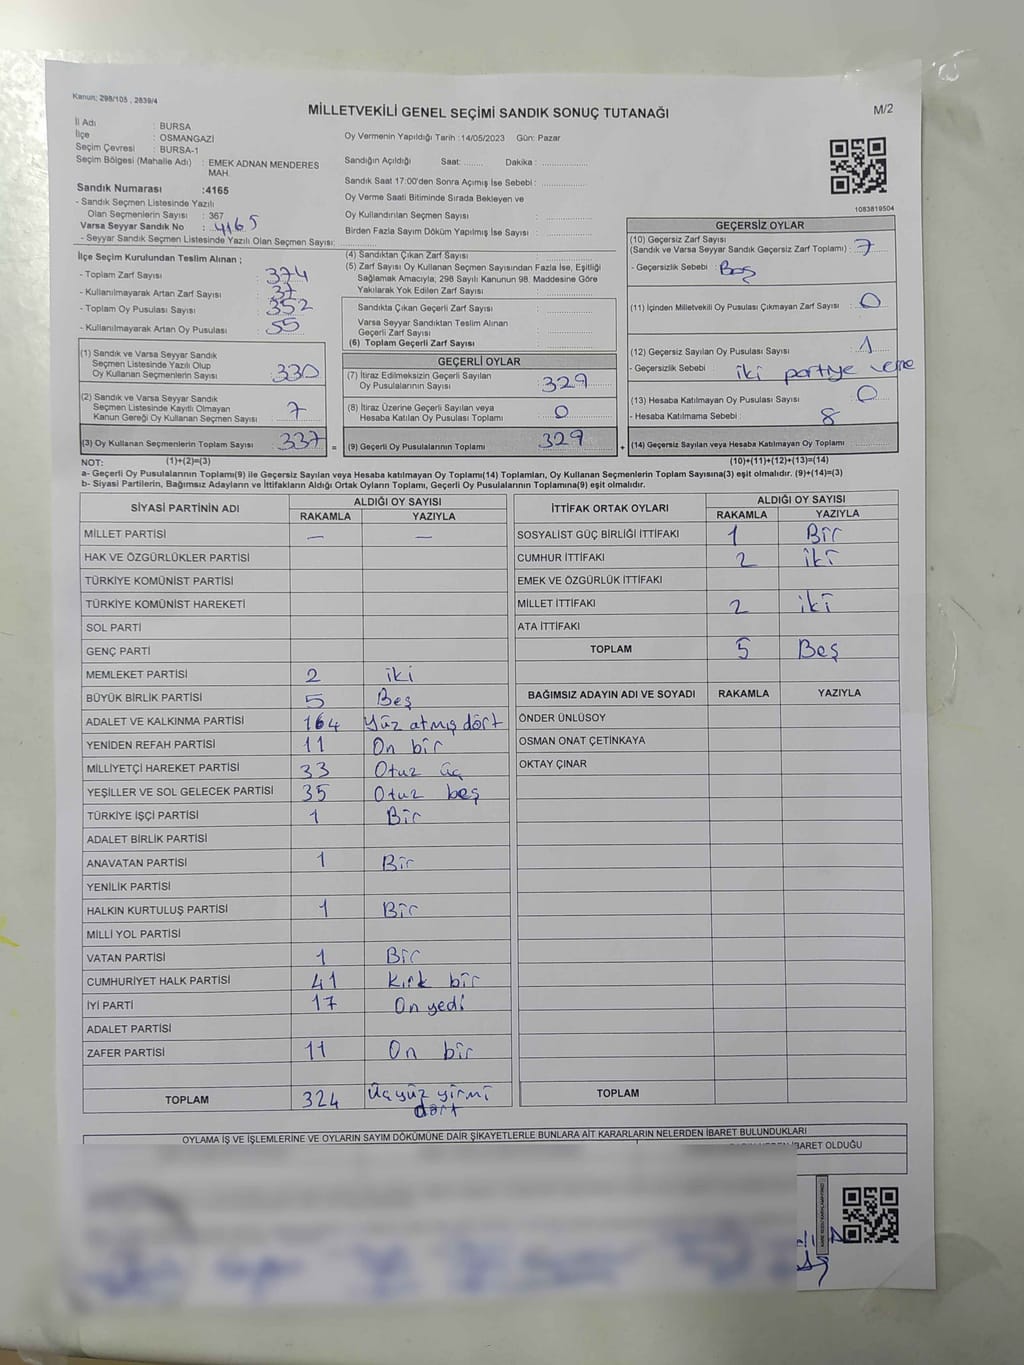 Kanun; 298/105 , 2839/4
MİLLETVEKİLİ GENEL SEÇİMİ SANDIK SONUÇ TUTANAĞI
M/2
İl Adı : BURSA
İlçe : OSMANGAZİ
Seçim Çevresi : BURSA-1
Seçim Bölgesi (Mahalle Adı) : EMEK ADNAN MENDERES
MAH.
Sandık Numarası :4165
- Sandık Seçmen Listesinde Yazılı
Olan Seçmenlerin Sayısı : 367
Varsa Seyyar Sandık No : 4165
- Seyyar Sandık Seçmen Listesinde Yazılı Olan Seçmen Sayısı:
Oy Vermenin Yapıldığı Tarih :14/05/2023 Gün: Pazar
Sandığın Açıldığı Saat: ........ Dakika : ................
Sandık Saat 17:00'den Sonra Açımış İse Sebebi : ................
Oy Verme Saati Bitiminde Sırada Bekleyen ve
Oy Kullandırılan Seçmen Sayısı : ................
Birden Fazla Sayım Döküm Yapılmış İse Sayısı : ................
1083819504
İlçe Seçim Kurulundan Teslim Alınan ;
- Toplam Zarf Sayısı : 374
- Kullanılmayarak Artan Zarf Sayısı : 37
- Toplam Oy Pusulası Sayısı : 352
- Kullanılmayarak Artan Oy Pusulası : 55
(4) Sandıktan Çıkan Zarf Sayısı :
(5) Zarf Sayısı Oy Kullanan Seçmen Sayısından Fazla İse, Eşitliği
Sağlamak Amacıyla, 298 Sayılı Kanunun 98. Maddesine Göre
Yakılarak Yok Edilen Zarf Sayısı :
Sandıkta Çıkan Geçerli Zarf Sayısı :
Varsa Seyyar Sandıktan Teslim Alınan
Geçerli Zarf Sayısı :
(6) Toplam Geçerli Zarf Sayısı :
GEÇERSİZ OYLAR
(10) Geçersiz Zarf Sayısı
(Sandık ve Varsa Seyyar Sandık Geçersiz Zarf Toplamı) : 7
- Geçersizlik Sebebi : Boş
(11) İçinden Milletvekili Oy Pusulası Çıkmayan Zarf Sayısı : 0
(12) Geçersiz Sayılan Oy Pusulası Sayısı : 1
- Geçersizlik Sebebi : iki partiye verme
(13) Hesaba Katılmayan Oy Pusulası Sayısı : 0
- Hesaba Katılmama Sebebi : 8
(14) Geçersiz Sayılan veya Hesaba Katılmayan Oy Toplamı
(1) Sandık ve Varsa Seyyar Sandık
Seçmen Listesinde Yazılı Olup
Oy Kullanan Seçmenlerin Sayısı : 330
(2) Sandık ve Varsa Seyyar Sandık
Seçmen Listesinde Kayıtlı Olmayan
Kanun Gereği Oy Kullanan Seçmen Sayısı : 7
(3) Oy Kullanan Seçmenlerin Toplam Sayısı : 337 =
GEÇERLİ OYLAR
(7) İtiraz Edilmeksizin Geçerli Sayılan
Oy Pusulalarının Sayısı : 329
(8) İtiraz Üzerine Geçerli Sayılan veya
Hesaba Katılan Oy Pusulası Toplamı : 0
(9) Geçerli Oy Pusulalarının Toplamı : 329 +
NOT: (1)+(2)=(3)
(10)+(11)+(12)+(13)=(14)
a- Geçerli Oy Pusulalarının Toplamı(9) ile Geçersiz Sayılan veya Hesaba katılmayan Oy Toplamı(14) Toplamları, Oy Kullanan Seçmenlerin Toplam Sayısına(3) eşit olmalıdır. (9)+(14)=(3)
b- Siyasi Partilerin, Bağımsız Adayların ve İttifakların Aldığı Ortak Oyların Toplamı, Geçerli Oy Pusulalarının Toplamına(9) eşit olmalıdır.
SİYASİ PARTİNİN ADI ALDIĞI OY SAYISI
RAKAMLA YAZIYLA
MİLLET PARTİSİ — —
HAK VE ÖZGÜRLÜKLER PARTİSİ
TÜRKİYE KOMÜNİST PARTİSİ
TÜRKİYE KOMÜNİST HAREKETİ
SOL PARTİ
GENÇ PARTİ
MEMLEKET PARTİSİ 2 iki
BÜYÜK BİRLİK PARTİSİ 5 Beş
ADALET VE KALKINMA PARTİSİ 164 Yüz atmış dört
YENİDEN REFAH PARTİSİ 11 On bir
MİLLİYETÇİ HAREKET PARTİSİ 33 Otuz üç
YEŞİLLER VE SOL GELECEK PARTİSİ 35 Otuz beş
TÜRKİYE İŞÇİ PARTİSİ 1 Bir
ADALET BİRLİK PARTİSİ
ANAVATAN PARTİSİ 1 Bir
YENİLİK PARTİSİ
HALKIN KURTULUŞ PARTİSİ 1 Bir
MİLLİ YOL PARTİSİ
VATAN PARTİSİ 1 Bir
CUMHURİYET HALK PARTİSİ 41 Kırk bir
İYİ PARTİ 17 On yedi
ADALET PARTİSİ
ZAFER PARTİSİ 11 On bir
TOPLAM 324 Üçyüz yirmi
dört
İTTİFAK ORTAK OYLARI ALDIĞI OY SAYISI
RAKAMLA YAZIYLA
SOSYALİST GÜÇ BİRLİĞİ İTTİFAKI 1 Bir
CUMHUR İTTİFAKI 2 iki
EMEK VE ÖZGÜRLÜK İTTİFAKI
MİLLET İTTİFAKI 2 iki
ATA İTTİFAKI
TOPLAM 5 Beş
BAĞIMSIZ ADAYIN ADI VE SOYADI RAKAMLA YAZIYLA
ÖNDER ÜNLÜSOY
OSMAN ONAT ÇETİNKAYA
OKTAY ÇINAR
TOPLAM
OYLAMA İŞ VE İŞLEMLERİNE VE OYLARIN SAYIM DÖKÜMÜNE DAİR ŞİKAYETLERLE BUNLARA AİT KARARLARIN NELERDEN İBARET BULUNDUKLARI
İBARET OLDUĞU